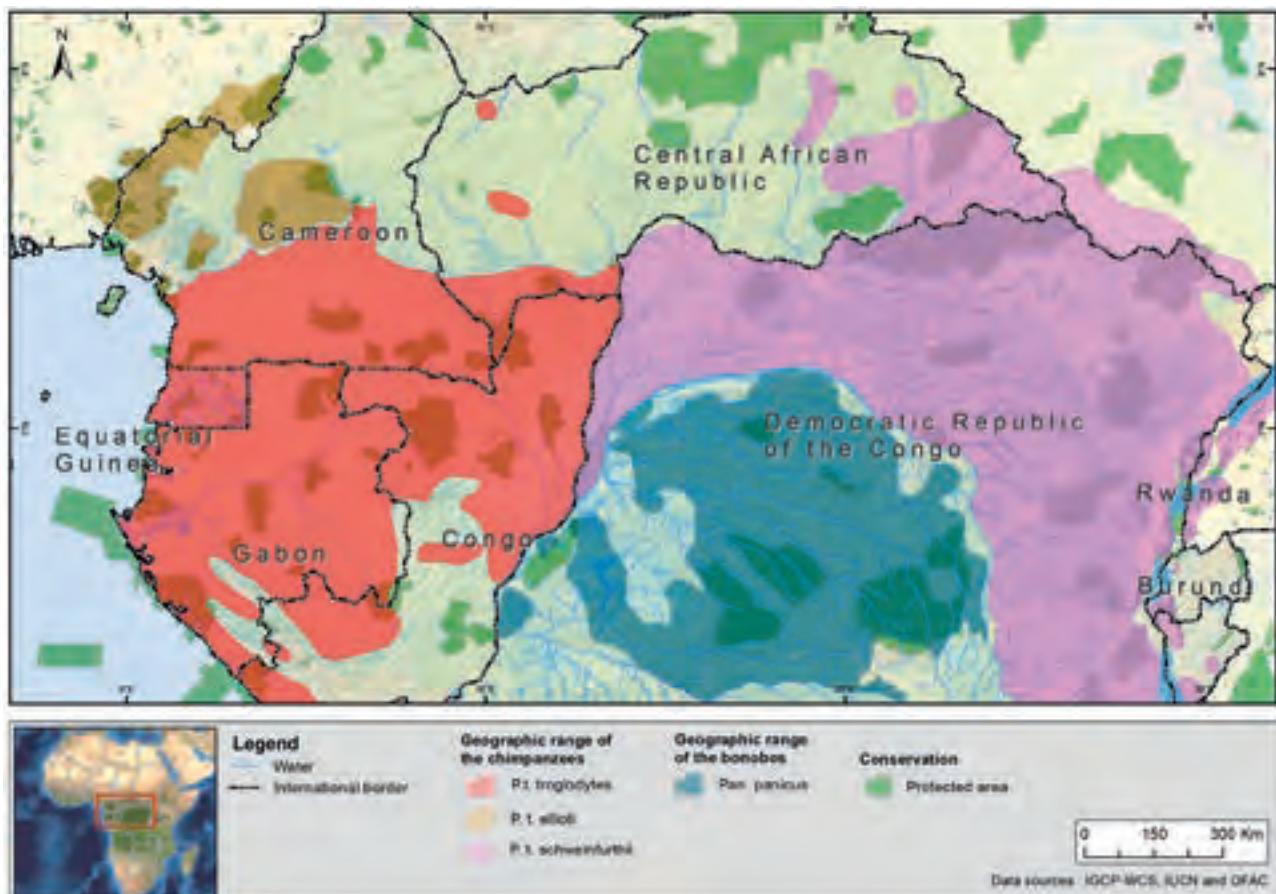 N
Central African
Republic
Cameroon
Democratic Republic
of the Congo
Equatorial
Guinea
Rwanda
Gabon
Congo
Burundi
Legend
Water
International border
Geographic range of
the chimpanzees
P.t. troglodytes
P. t. ellioti
P. t. schweinfurthii
Geographic range
of the bonobos
Pan paniscus
Conservation
Protected area
0 150 300 Km
Data sources : IGCP-WCS, IUCN and OFAC